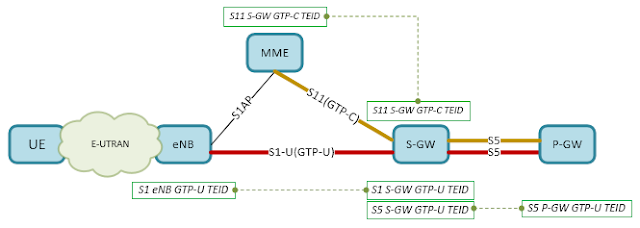 S11 S-GW GTP-C TEID
MME
S11 S-GW GTP-C TEID
S1AP
S11(GTP-C)
UE
E-UTRAN
eNB
S1-U(GTP-U)
S-GW
S5
S5
P-GW
S1 eNB GTP-U TEID
S1 S-GW GTP-U TEID
S5 S-GW GTP-U TEID
S5 P-GW GTP-U TEID